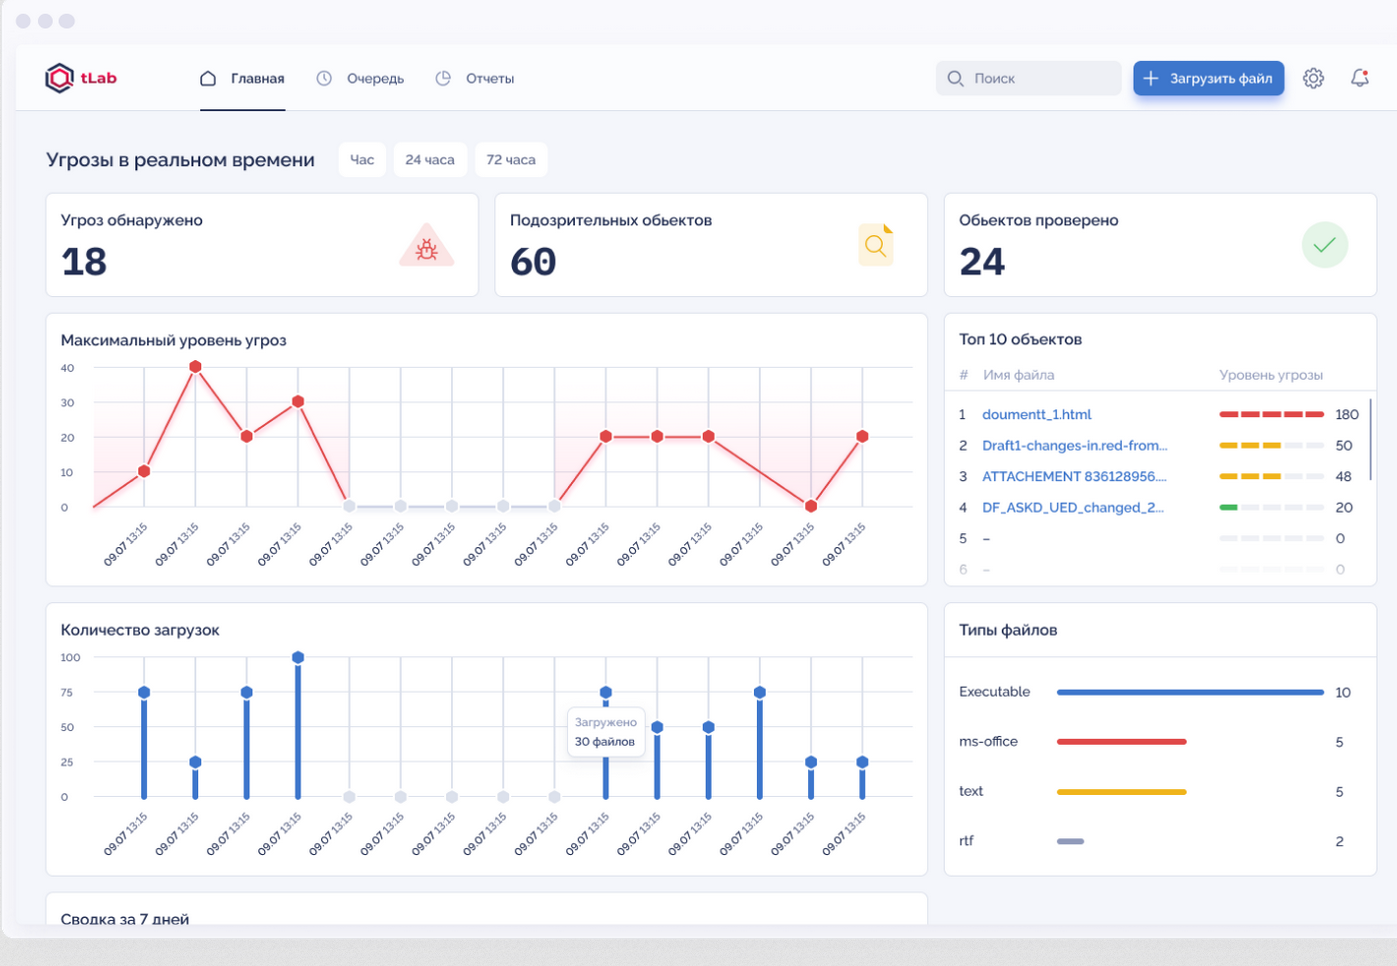 tLab
Главная
Очередь
Отчеты
Поиск
Загрузить файл
Угрозы в реальном времени
Час
24 часа
72 часа
Угроз обнаружено
18
Подозрительных обьектов
60
Обьектов проверено
24
Максимальный уровень угроз
40
30
20
10
0
09.07 13:15 09.07 13:15 09.07 13:15 09.07 13:15 09.07 13:15 09.07 13:15 09.07 13:15 09.07 13:15 09.07 13:15 09.07 13:15 09.07 13:15 09.07 13:15 09.07 13:15 09.07 13:15 09.07 13:15
Топ 10 объектов
# Имя файла Уровень угрозы
1 doumentt_1.html 180
2 Draft1-changes-in.red-from... 50
3 ATTACHEMENT 836128956.... 48
4 DF_ASKD_UED_changed_2... 20
5 – 0
6 – 0
Количество загрузок
100
75
50
25
0
Загружено
30 файлов
09.07 13:15 09.07 13:15 09.07 13:15 09.07 13:15 09.07 13:15 09.07 13:15 09.07 13:15 09.07 13:15 09.07 13:15 09.07 13:15 09.07 13:15 09.07 13:15 09.07 13:15 09.07 13:15 09.07 13:15
Типы файлов
Executable 10
ms-office 5
text 5
rtf 2
Сводка за 7 дней